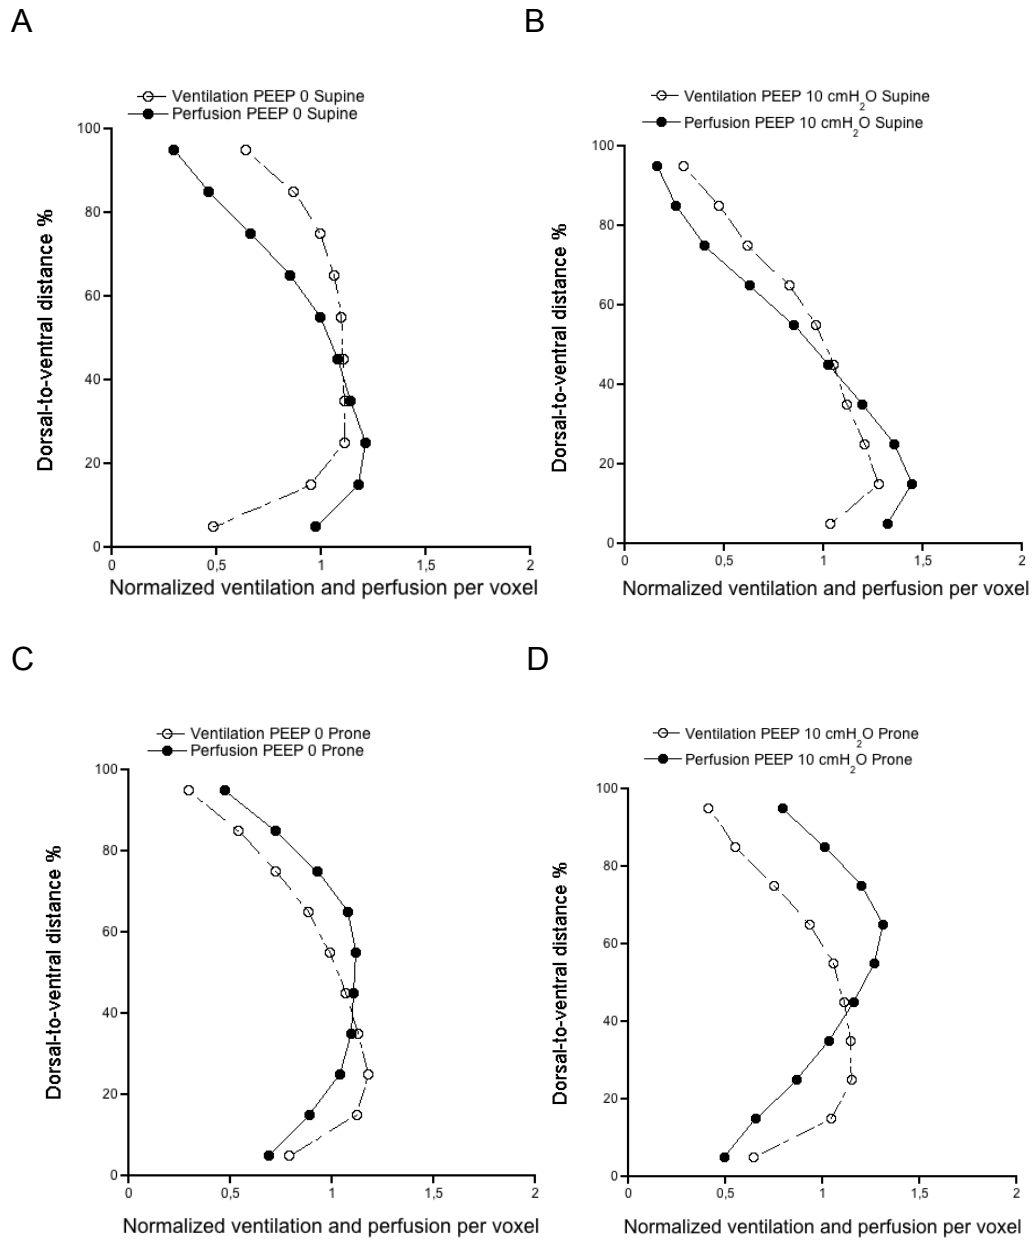 A
Ventilation PEEP 0 Supine
Perfusion PEEP 0 Supine
100
80
60
40
20
0
Dorsal-to-ventral distance %
0
0,5
1
1,5
2
Normalized ventilation and perfusion per voxel
B
Ventilation PEEP 10 cmH2O Supine
Perfusion PEEP 10 cmH2O Supine
100
80
60
40
20
0
Dorsal-to-ventral distance %
0
0,5
1
1,5
2
Normalized ventilation and perfusion per voxel
C
Ventilation PEEP 0 Prone
Perfusion PEEP 0 Prone
100
80
60
40
20
0
Dorsal-to-ventral distance %
0
0,5
1
1,5
2
Normalized ventilation and perfusion per voxel
D
Ventilation PEEP 10 cmH2O Prone
Perfusion PEEP 10 cmH2O Prone
100
80
60
40
20
0
Dorsal-to-ventral distance %
0
0,5
1
1,5
2
Normalized ventilation and perfusion per voxel